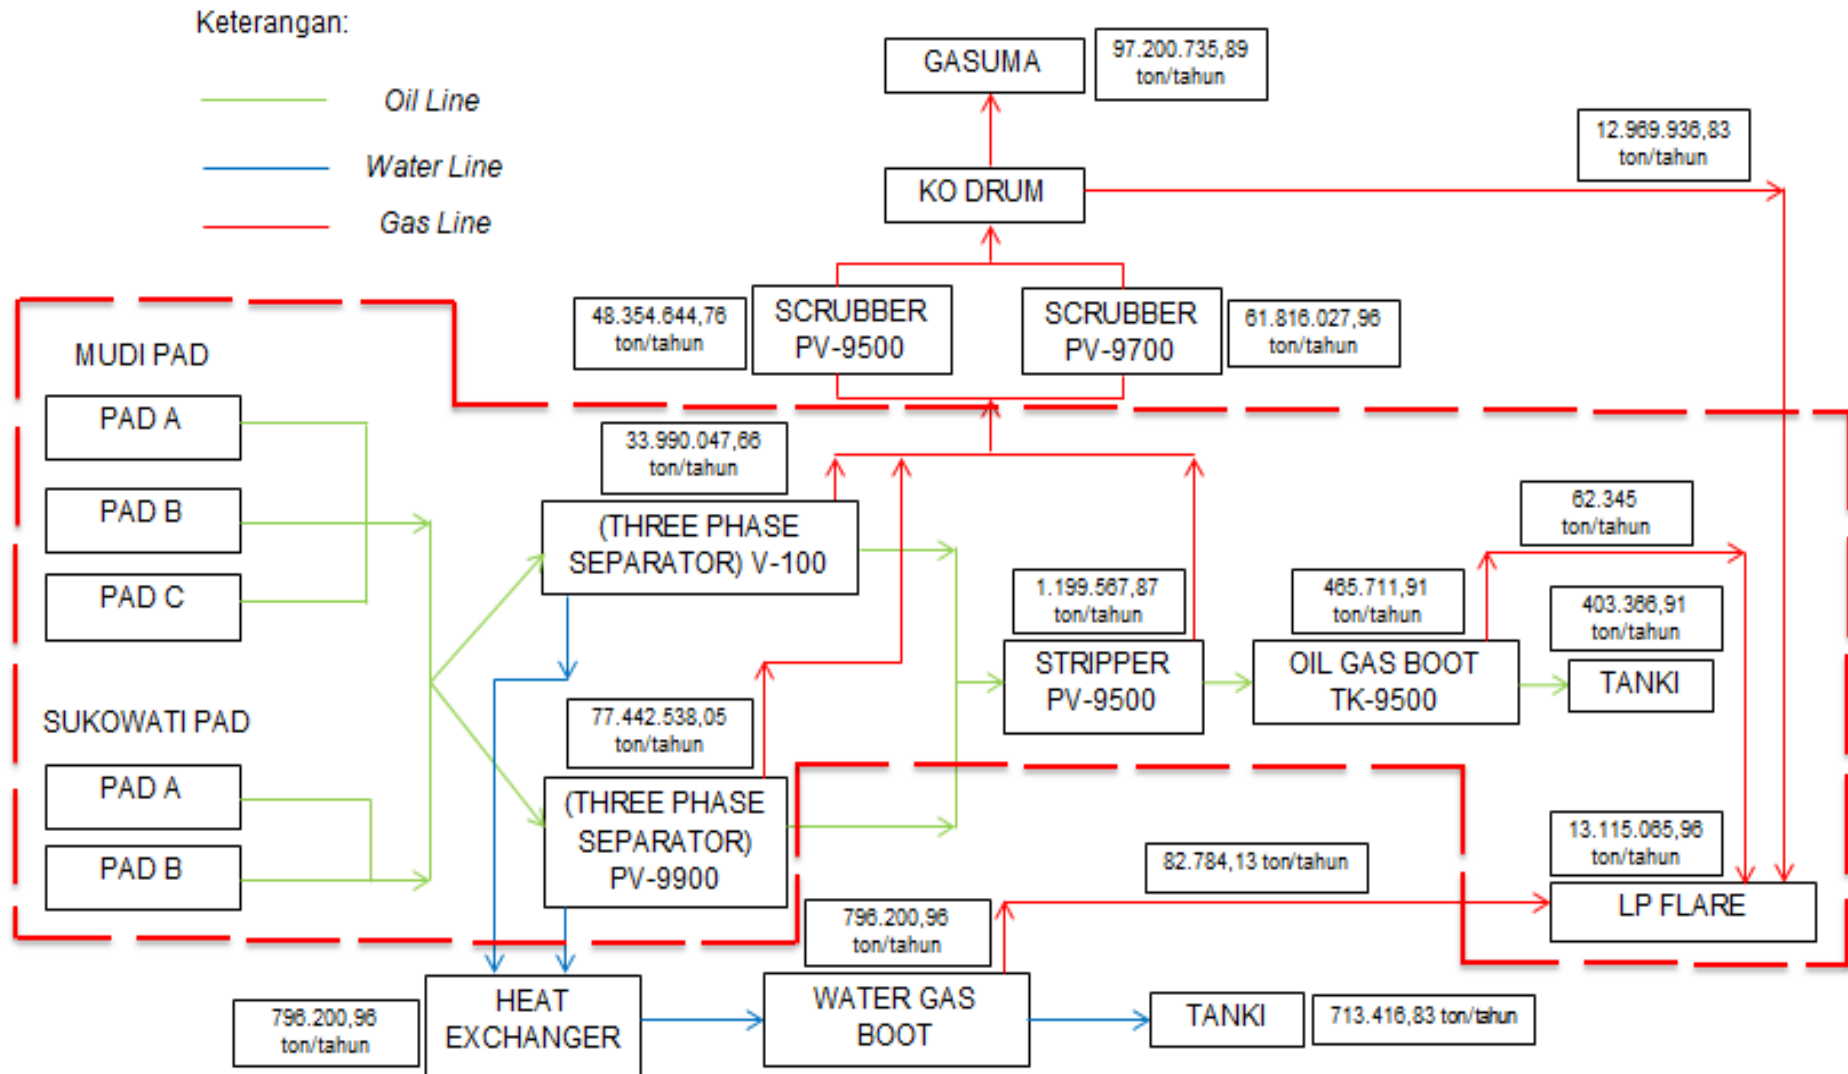 Keterangan:
Oil Line
Water Line
Gas Line
GASUMA
97.200.735,89
ton/tahun
12.969.936,83
ton/tahun
KO DRUM
48.354.644,76
ton/tahun
SCRUBBER
PV-9500
SCRUBBER
PV-9700
61.816.027,96
ton/tahun
MUDI PAD
PAD A
PAD B
PAD C
33.990.047,66
ton/tahun
(THREE PHASE
SEPARATOR) V-100
62.345
ton/tahun
1.199.567,87
ton/tahun
465.711,91
ton/tahun
403.366,91
ton/tahun
STRIPPER
PV-9500
OIL GAS BOOT
TK-9500
TANKI
SUKOWATI PAD
PAD A
PAD B
77.442.538,05
ton/tahun
(THREE PHASE
SEPARATOR)
PV-9900
82.784,13 ton/tahun
13.115.065,96
ton/tahun
LP FLARE
796.200,96
ton/tahun
796.200,96
ton/tahun
HEAT
EXCHANGER
WATER GAS
BOOT
TANKI
713.416,83 ton/tahun